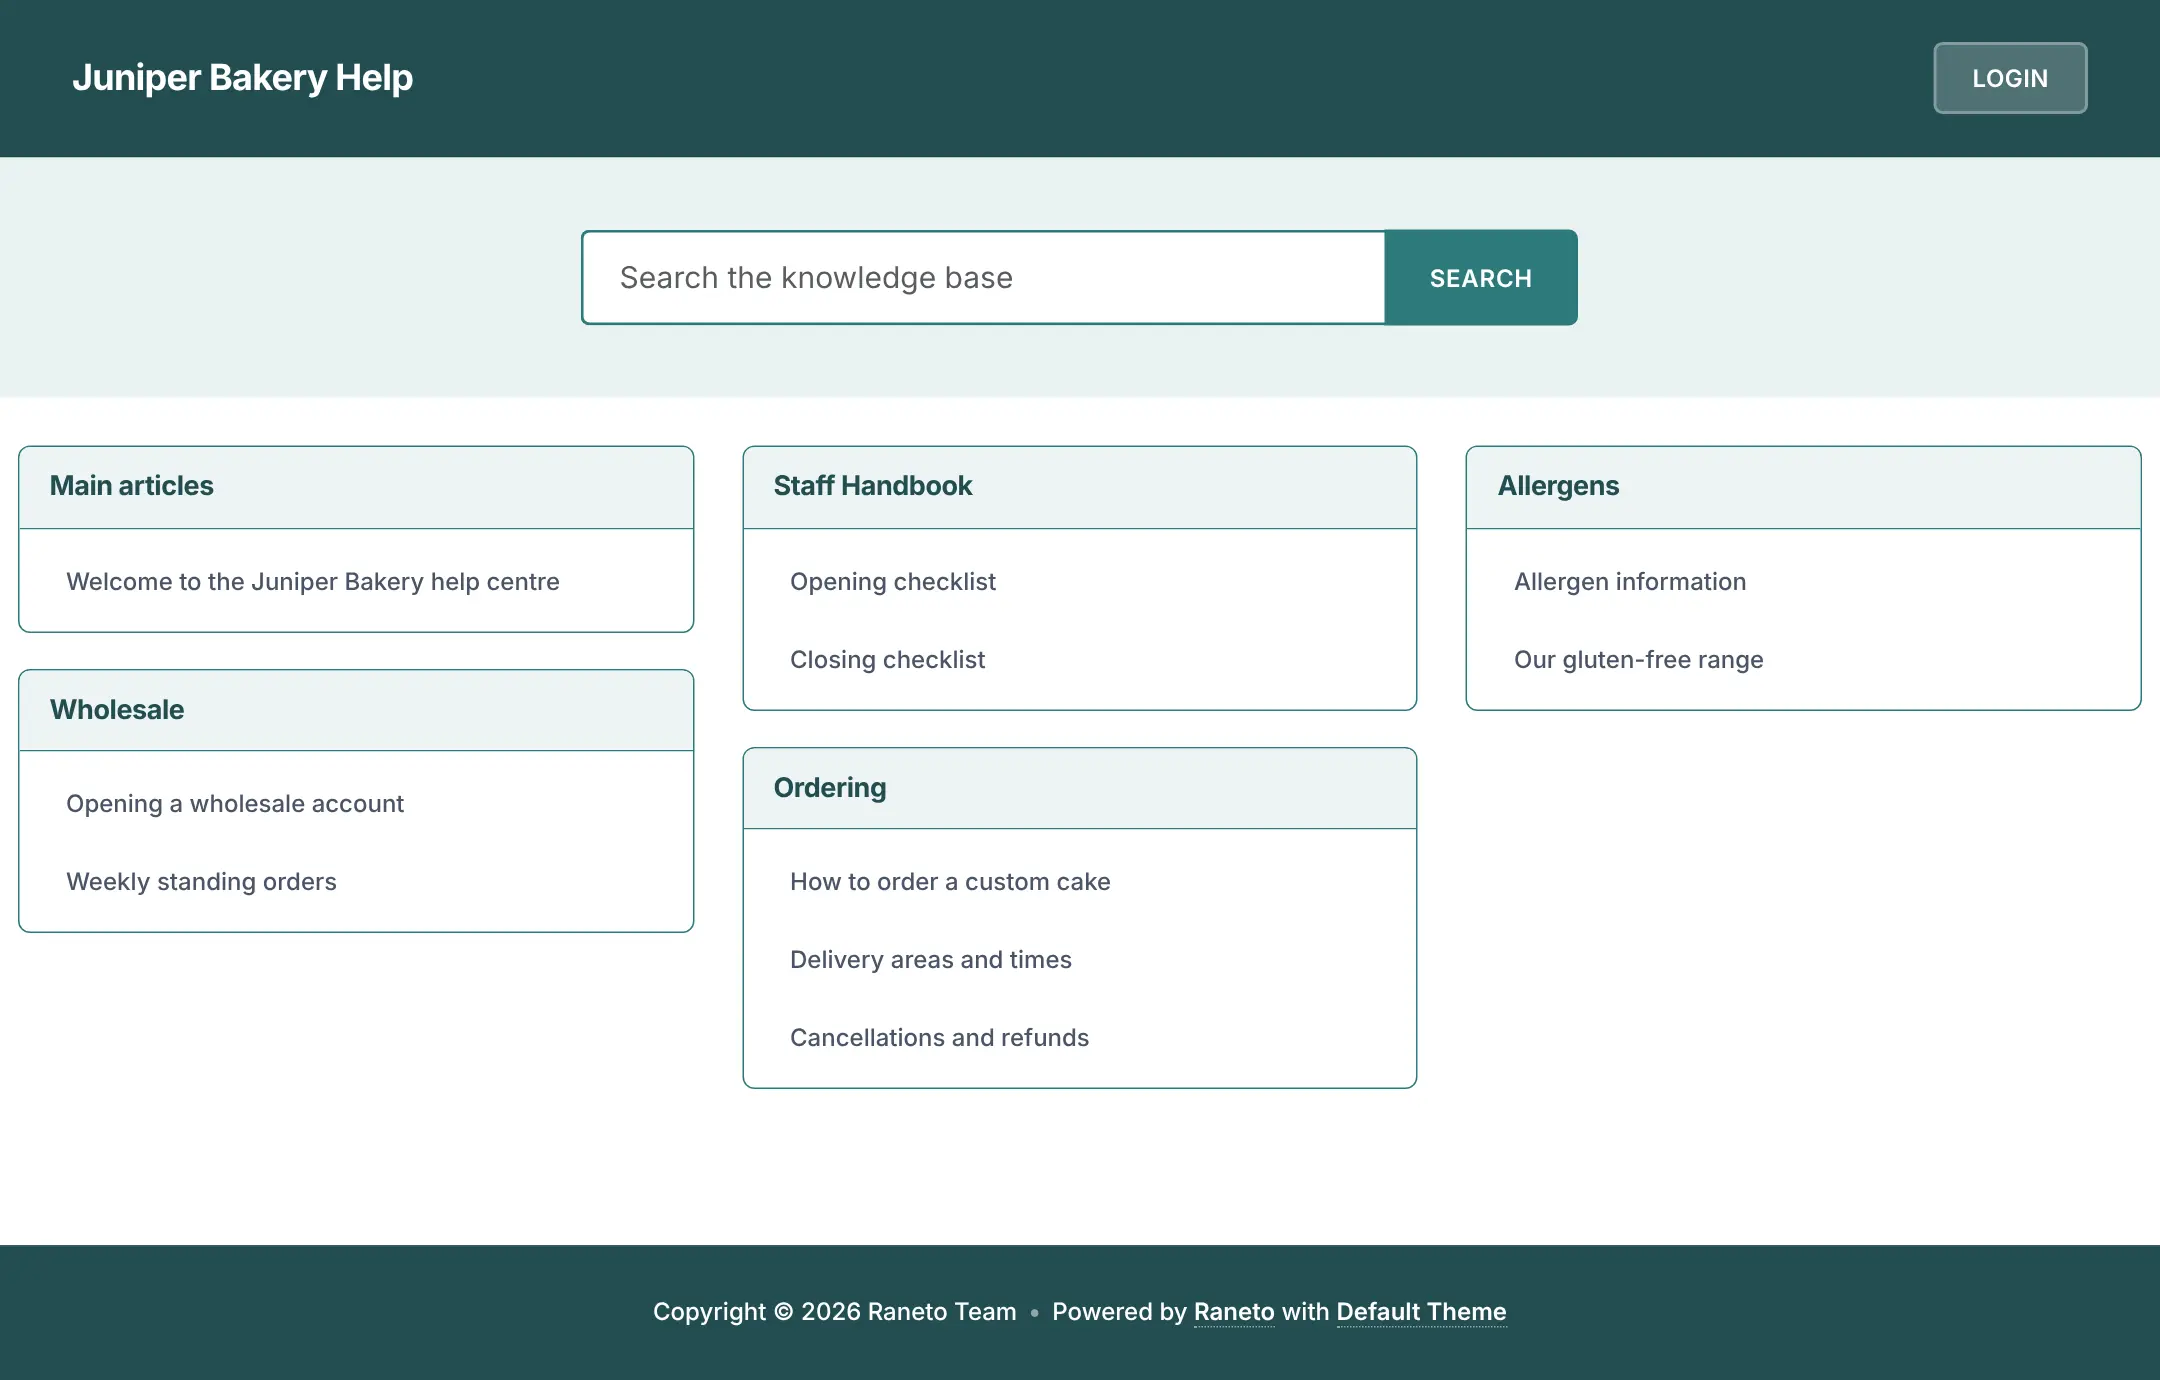 Juniper Bakery Help
LOGIN
Search the knowledge base
SEARCH
Main articles
Welcome to the Juniper Bakery help centre
Wholesale
Opening a wholesale account
Weekly standing orders
Staff Handbook
Opening checklist
Closing checklist
Ordering
How to order a custom cake
Delivery areas and times
Cancellations and refunds
Allergens
Allergen information
Our gluten-free range
Copyright © 2026 Raneto Team • Powered by Raneto with Default Theme